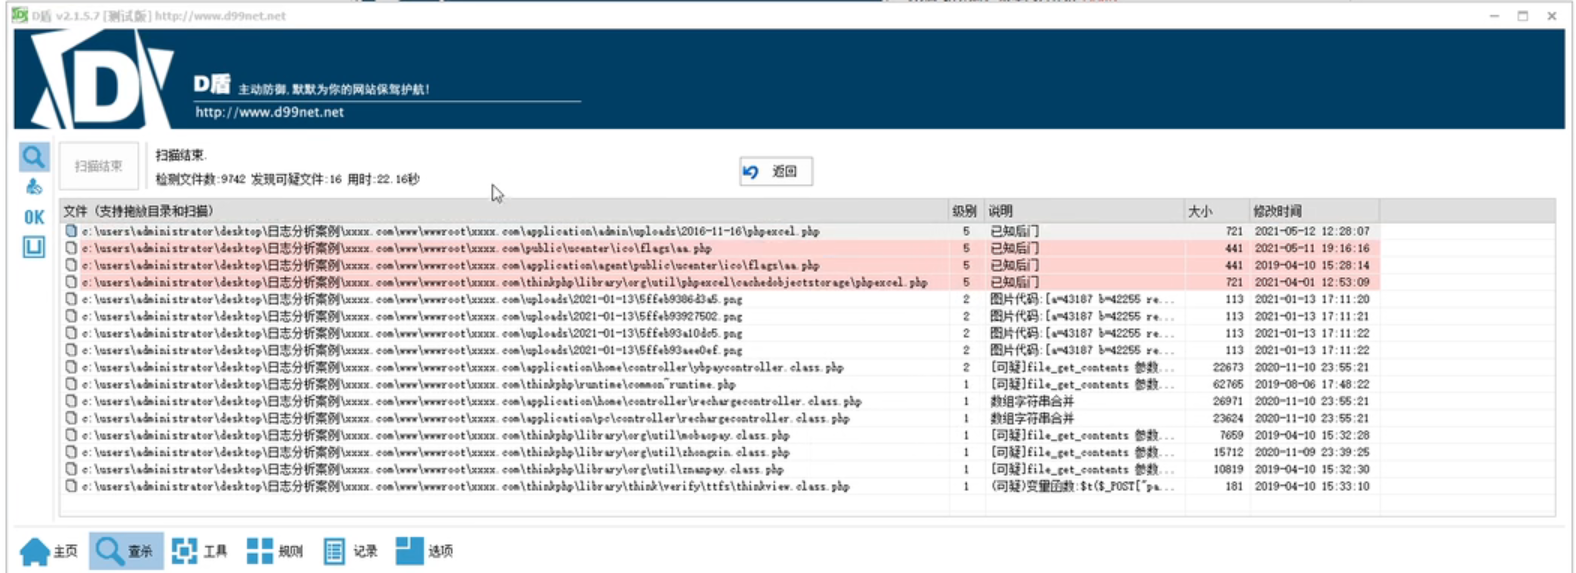 D盾 v2.1.5.7 [测试版] http://www.d99net.net
D盾 主动防御,默默为你的网站保驾护航!
http://www.d99net.net
扫描结束
扫描结束.
检测文件数:9742 发现可疑文件:16 用时:22.16秒
返回
OK
文件 (支持拖放目录和扫描) 级别 说明 大小 修改时间
c:\users\administrator\desktop\日志分析案例\xxxx.com\www\wwwroot\xxxx.com\application\admin\uploads\2016-11-16\phpexcel.php 5 已知后门 721 2021-05-12 12:28:07
c:\users\administrator\desktop\日志分析案例\xxxx.com\www\wwwroot\xxxx.com\public\ucenter\ico\flags\aa.php 5 已知后门 441 2021-05-11 19:16:16
c:\users\administrator\desktop\日志分析案例\xxxx.com\www\wwwroot\xxxx.com\application\agent\public\ucenter\ico\flags\aa.php 5 已知后门 441 2019-04-10 15:28:14
c:\users\administrator\desktop\日志分析案例\xxxx.com\www\wwwroot\xxxx.com\thinkphp\library\org\util\phpexcel\cachedobjectstorage\phpexcel.php 5 已知后门 721 2021-04-01 12:53:09
c:\users\administrator\desktop\日志分析案例\xxxx.com\www\wwwroot\xxxx.com\uploads\2021-01-13\5ffeb9386d3a5.png 2 图片代码:[a=43187 b=42255 re... 113 2021-01-13 17:11:20
c:\users\administrator\desktop\日志分析案例\xxxx.com\www\wwwroot\xxxx.com\uploads\2021-01-13\5ffeb93927502.png 2 图片代码:[a=43187 b=42255 re... 113 2021-01-13 17:11:21
c:\users\administrator\desktop\日志分析案例\xxxx.com\www\wwwroot\xxxx.com\uploads\2021-01-13\5ffeb93a10dc5.png 2 图片代码:[a=43187 b=42255 re... 113 2021-01-13 17:11:22
c:\users\administrator\desktop\日志分析案例\xxxx.com\www\wwwroot\xxxx.com\uploads\2021-01-13\5ffeb93aee0ef.png 2 图片代码:[a=43187 b=42255 re... 113 2021-01-13 17:11:22
c:\users\administrator\desktop\日志分析案例\xxxx.com\www\wwwroot\xxxx.com\application\home\controller\ybpaycontroller.class.php 2 [可疑]file_get_contents 参数... 22673 2020-11-10 23:55:21
c:\users\administrator\desktop\日志分析案例\xxxx.com\www\wwwroot\xxxx.com\thinkphp\runtime\common~runtime.php 1 [可疑]file_get_contents 参数... 62765 2019-08-06 17:48:22
c:\users\administrator\desktop\日志分析案例\xxxx.com\www\wwwroot\xxxx.com\application\home\controller\rechargecontroller.class.php 1 数组字符串合并 26971 2020-11-10 23:55:21
c:\users\administrator\desktop\日志分析案例\xxxx.com\www\wwwroot\xxxx.com\application\pc\controller\rechargecontroller.class.php 1 数组字符串合并 23624 2020-11-10 23:55:21
c:\users\administrator\desktop\日志分析案例\xxxx.com\www\wwwroot\xxxx.com\thinkphp\library\org\util\mobaopay.class.php 1 [可疑]file_get_contents 参数... 7659 2019-04-10 15:32:28
c:\users\administrator\desktop\日志分析案例\xxxx.com\www\wwwroot\xxxx.com\thinkphp\library\org\util\zhongxin.class.php 1 [可疑]file_get_contents 参数... 15712 2020-11-09 23:39:25
c:\users\administrator\desktop\日志分析案例\xxxx.com\www\wwwroot\xxxx.com\thinkphp\library\org\util\znanpay.class.php 1 [可疑]file_get_contents 参数... 10819 2019-04-10 15:32:30
c:\users\administrator\desktop\日志分析案例\xxxx.com\www\wwwroot\xxxx.com\thinkphp\library\think\verify\ttfs\thinkview.class.php 1 (可疑)变量函数:$t($_POST["pa... 181 2019-04-10 15:33:10
主页 查杀 工具 规则 记录 选项